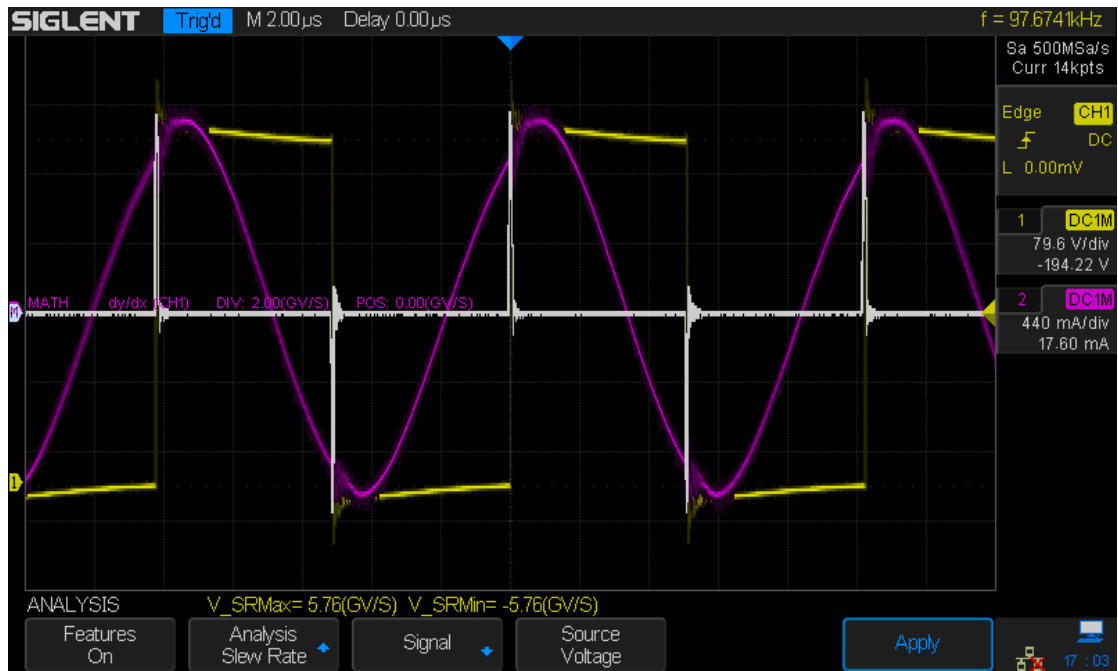 SIGLENT Trig'd M 2.00µs Delay 0.00µs f = 97.6741kHz
Sa 500MSa/s
Curr 14kpts
Edge CH1
DC
L 0.00mV
1 DC1M
79.6 V/div
-194.22 V
2 DC1M
440 mA/div
17.60 mA
M MATH dy/dx (CH1) DIV: 2.00(GV/S) POS: 0.00(GV/S)
1
ANALYSIS V_SRMax= 5.76(GV/S) V_SRMin= -5.76(GV/S)
Features
On
Analysis
Slew Rate
Signal
Source
Voltage
Apply
17 : 03